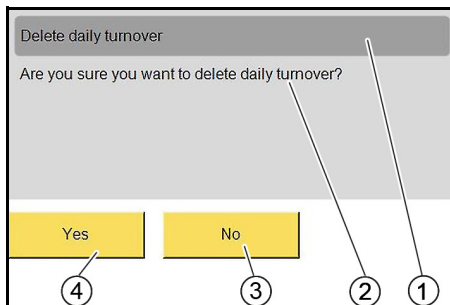 Delete daily turnover
Are you sure you want to delete daily turnover?
Yes No
4 3 2 1